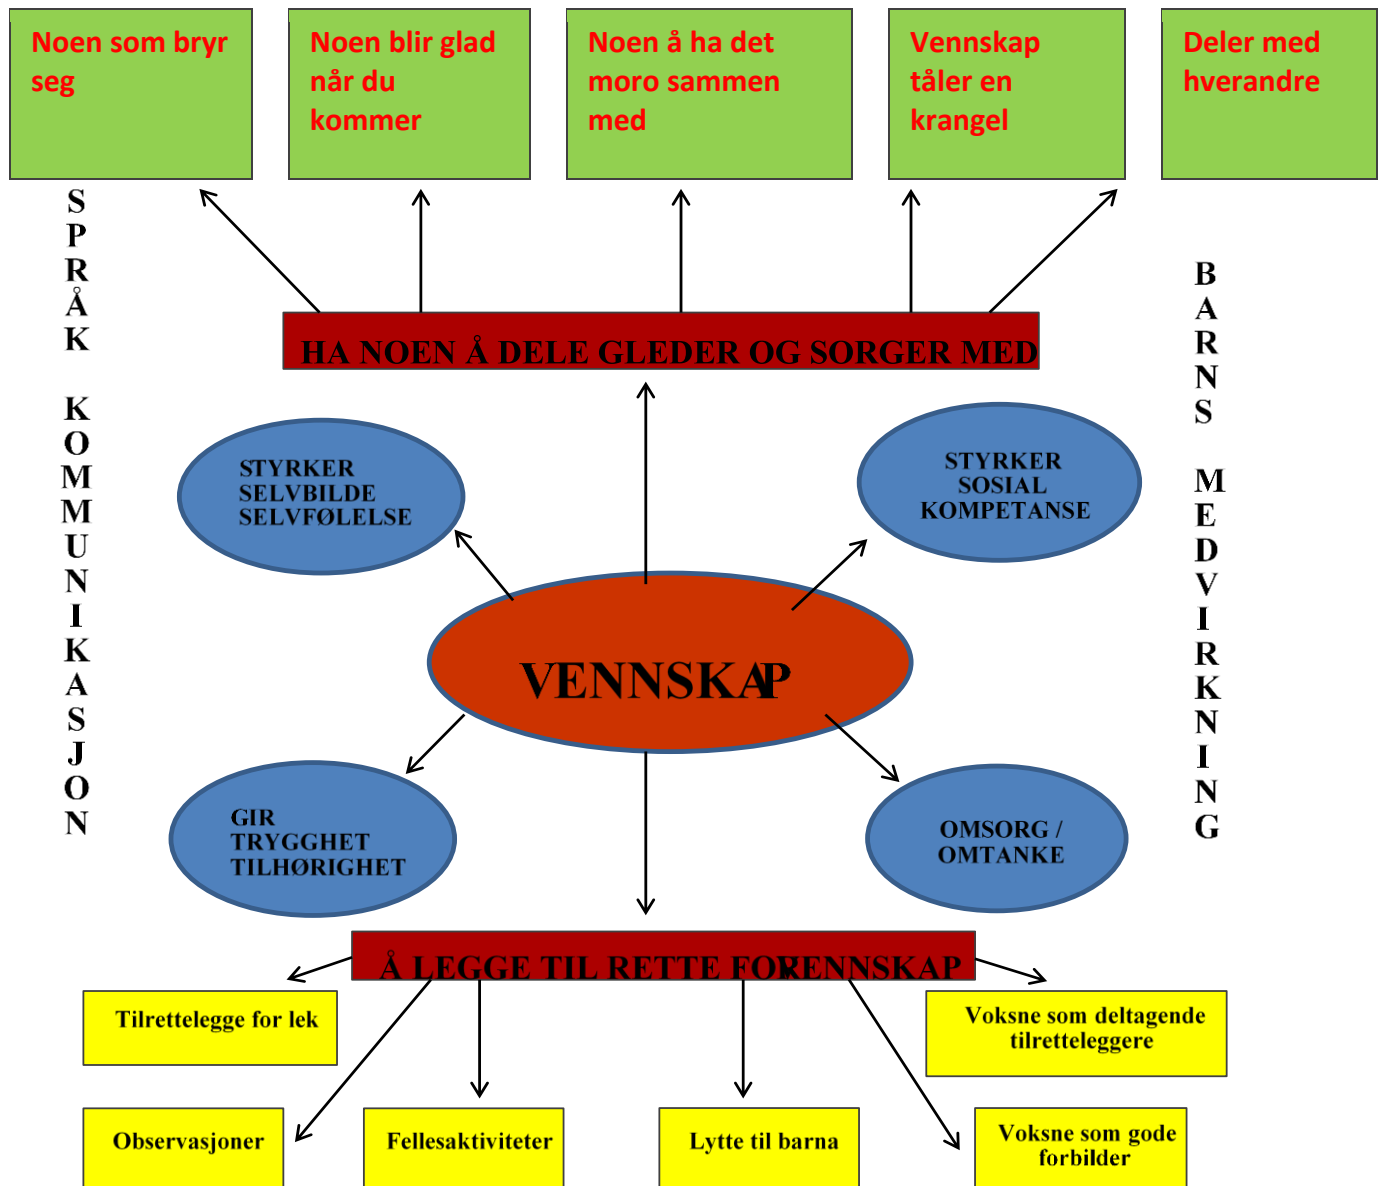 Noen som bryr
seg
Noen blir glad
når du
kommer
Noen å ha det
moro sammen
med
Vennskap
tåler en
krangel
Deler med
hverandre
SPRÅK KOMMUNIKASJON
BARNS MEDVIRKNING
HA NOEN Å DELE GLEDER OG SORGER MED
STYRKER
SELVBILDE
SELVFØLELSE
STYRKER
SOSIAL
KOMPETANSE
VENNSKAP
GIR
TRYGGHET
TILHØRIGHET
OMSORG /
OMTANKE
Å LEGGE TIL RETTE FOR VENNSKAP
Tilrettelegge for lek
Voksne som deltagende
tilretteleggere
Observasjoner
Fellesaktiviteter
Lytte til barna
Voksne som gode
forbilder